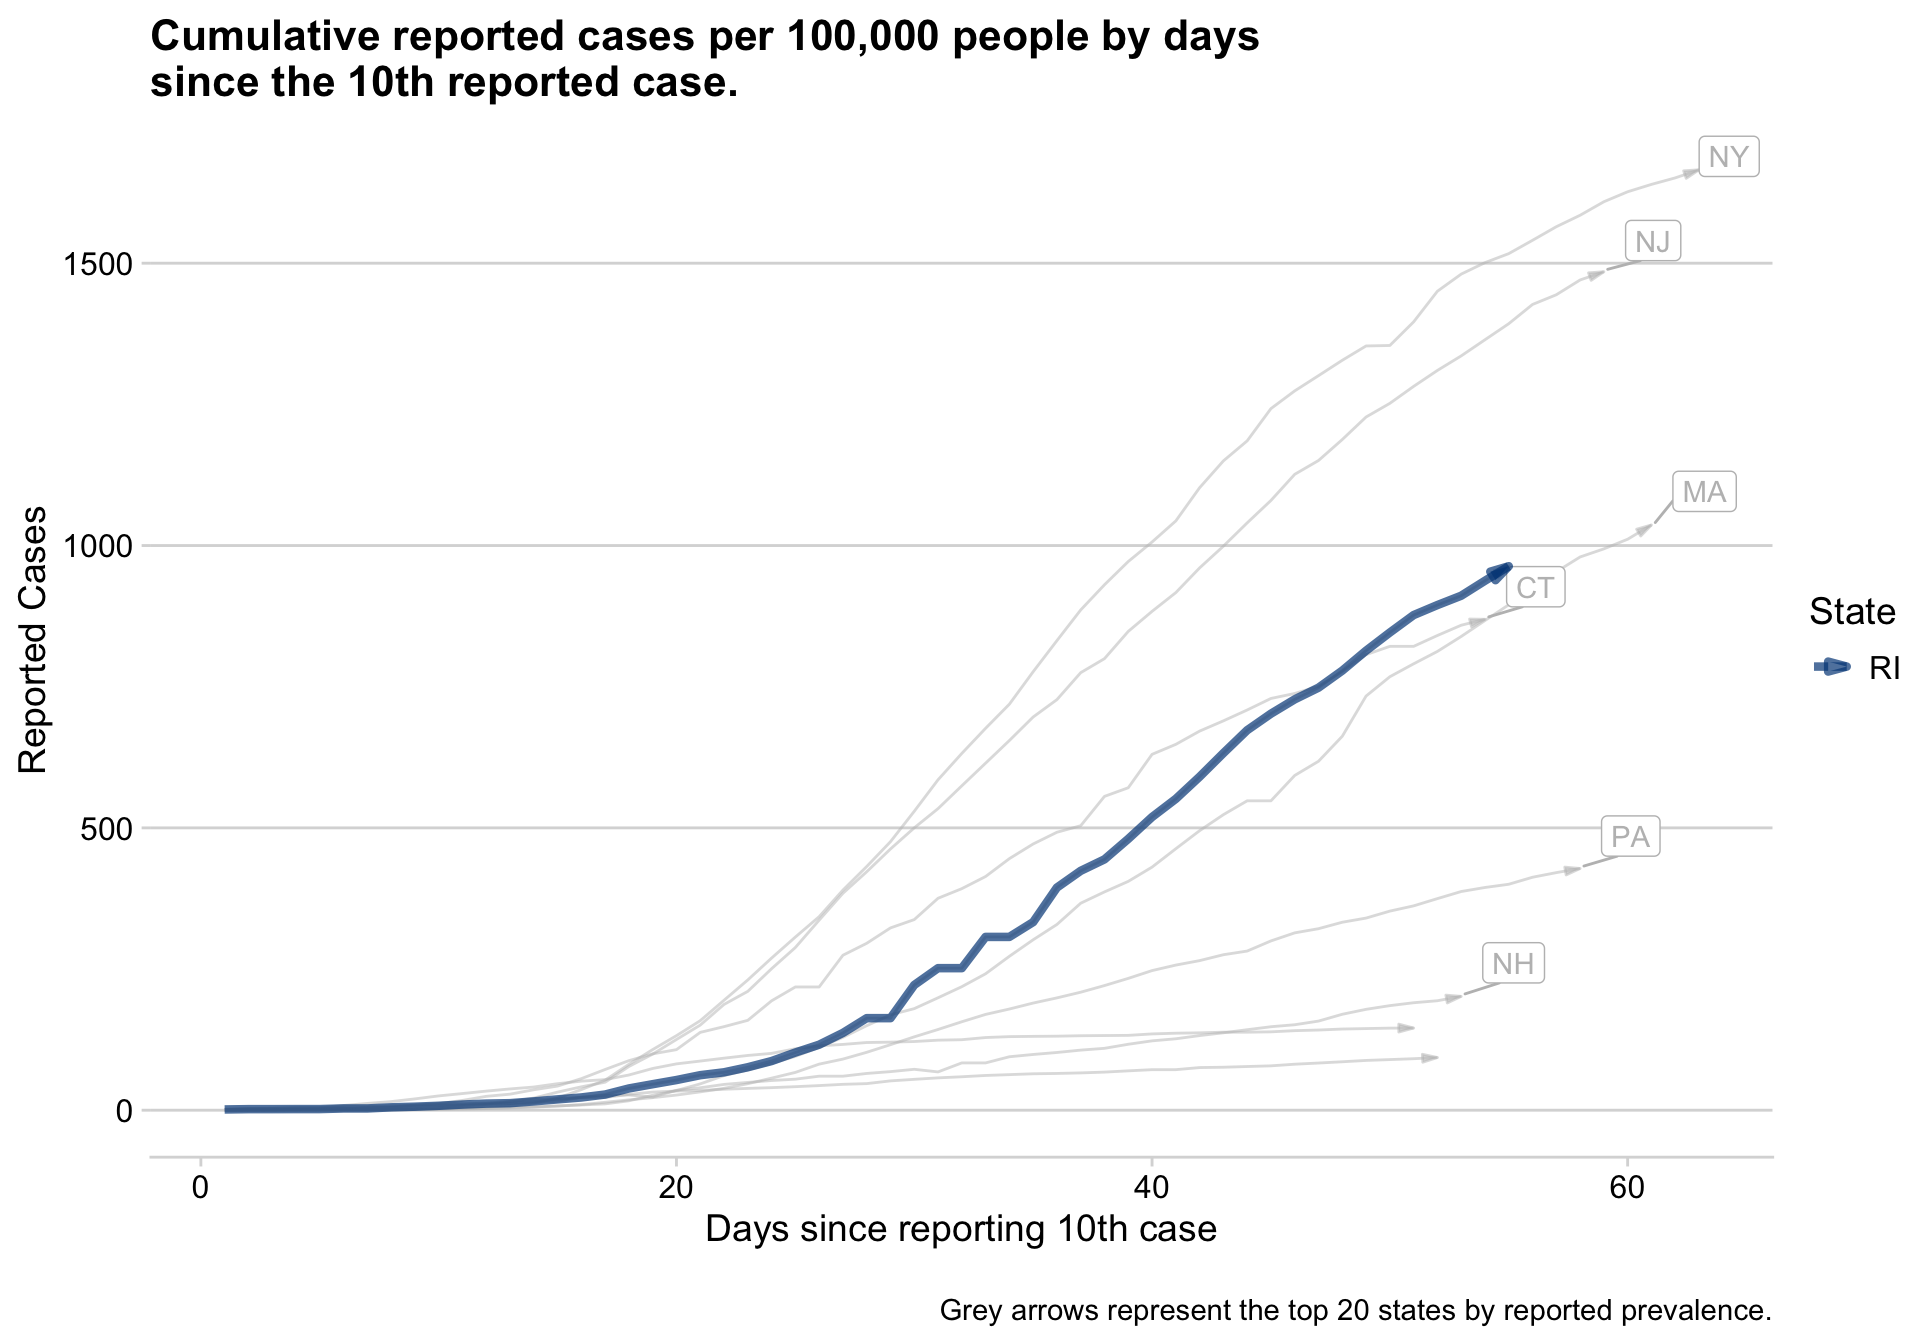 Cumulative reported cases per 100,000 people by days
since the 10th reported case.
NY
NJ
1500
MA
1000
CT
Reported Cases
State
RI
500
PA
NH
0
0 20 40 60
Days since reporting 10th case
Grey arrows represent the top 20 states by reported prevalence.